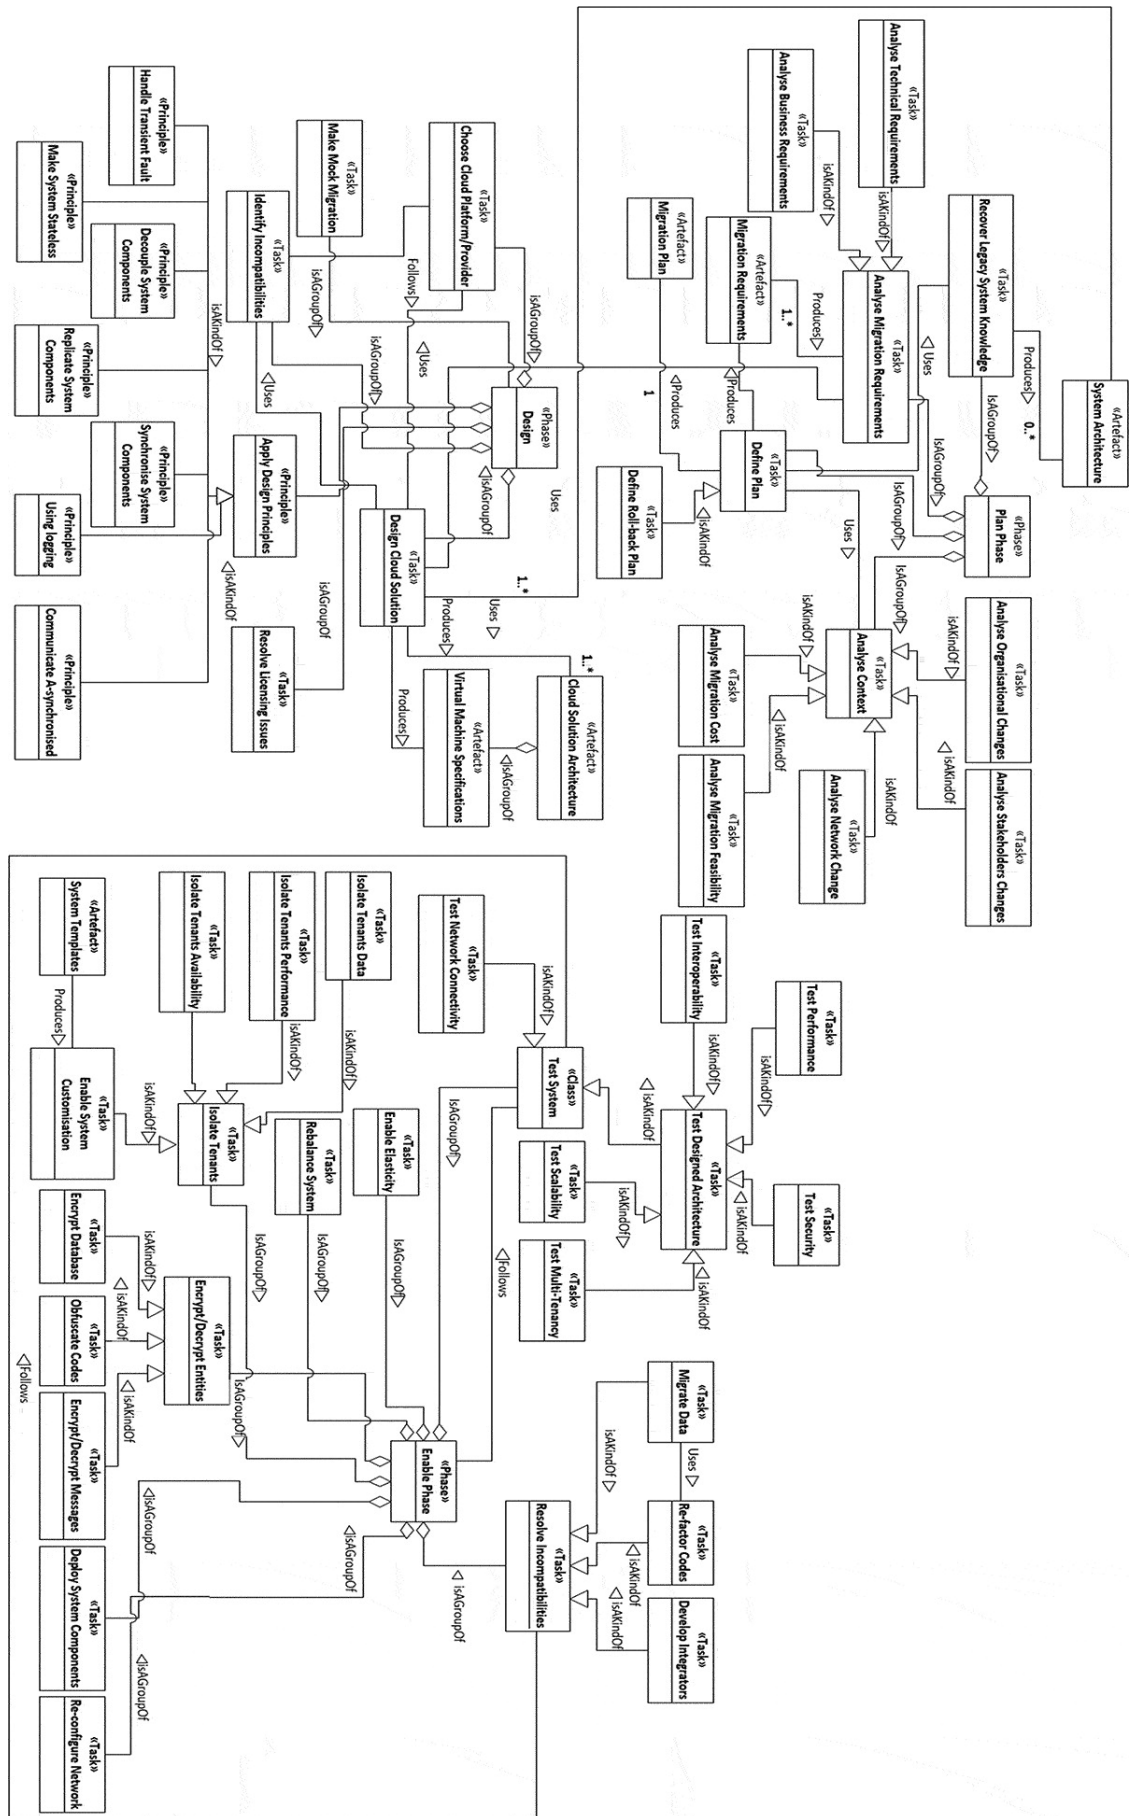 «Artefact»
System Architecture
«Task»
Analyse Technical Requirements
«Task»
Recover Legacy System Knowledge
Produces
0..*
IsAGroupOf
«Phase»
Plan Phase
«Task»
Analyse Organisational Changes
«Task»
Analyse Stakeholders Changes
isAKindOf
isAKindOf
«Task»
Analyse Business Requirements
isAKindOf
isAKindOf
«Task»
Analyse Migration Requirements
Uses
IsAGroupOf
IsAGroupOf
IsAGroupOf
«Task»
Analyse Context
isAKindOf
«Task»
Analyse Network Change
«Artefact»
Migration Requirements
1..*
Produces
Produces
«Task»
Define Plan
Uses
isAKindOf
isAKindOf
«Task»
Analyse Migration Cost
«Task»
Analyse Migration Feasibility
«Artefact»
Migration Plan
1
Produces
isAKindOf
«Task»
Define Roll-back Plan
«Task»
Choose Cloud Platform/Provider
isAGroupOf
«Phase»
Design
Uses
1..*
Uses
1..*
«Artefact»
Cloud Solution Architecture
isAGroupOf
«Task»
Make Mock Migration
Follows
Uses
isAGroupOf
isAGroupOf
isAGroupOf
«Task»
Design Cloud Solution
Produces
Produces
«Artefact»
Virtual Machine Specifications
«Task»
Identify Incompatibilities
Uses
«Principle»
Apply Design Principles
isAGroupOf
«Task»
Resolve Licensing Issues
isAKindOf
isAKindOf
«Principle»
Handle Transient Fault
«Principle»
Make System Stateless
«Principle»
Decouple System
Components
«Principle»
Replicate System
Components
«Principle»
Synchronise System
Components
«Principle»
Using logging
«Principle»
Communicate A-synchronised
«Task»
Test Performance
«Task»
Test Security
isAKindOf
isAKindOf
«Task»
Test Interoperability
isAKindOf
«Task»
Test Designed Architecture
isAKindOf
isAKindOf
isAKindOf
«Task»
Test Network Connectivity
isAKindOf
«Class»
Test System
«Task»
Test Scalability
«Task»
Test Multi-Tenancy
IsAGroupOf
Follows
«Task»
Migrate Data
Uses
«Task»
Re-factor Codes
«Task»
Develop Integrators
isAKindOf
isAKindOf
isAKindOf
«Task»
Resolve Incompatibilities
isAGroupOf
«Phase»
Enable Phase
«Task»
Isolate Tenants Data
isAKindOf
«Task»
Enable Elasticity
IsAGroupOf
«Task»
Isolate Tenants Performance
isAKindOf
«Task»
Rebalance System
IsAGroupOf
«Task»
Isolate Tenants Availability
«Task»
Isolate Tenants
IsAGroupOf
IsAGroupOf
isAGroupOf
isAGroupOf
isAGroupOf
«Task»
Encrypt/Decrypt Entities
isAKindOf
isAKindOf
isAKindOf
isAKindOf
«Artefact»
System Templates
Produces
«Task»
Enable System
Customisation
«Task»
Encrypt Database
«Task»
Obfuscate Codes
«Task»
Encrypt/Decrypt Messages
«Task»
Deploy System Components
«Task»
Re-configure Network
Follows